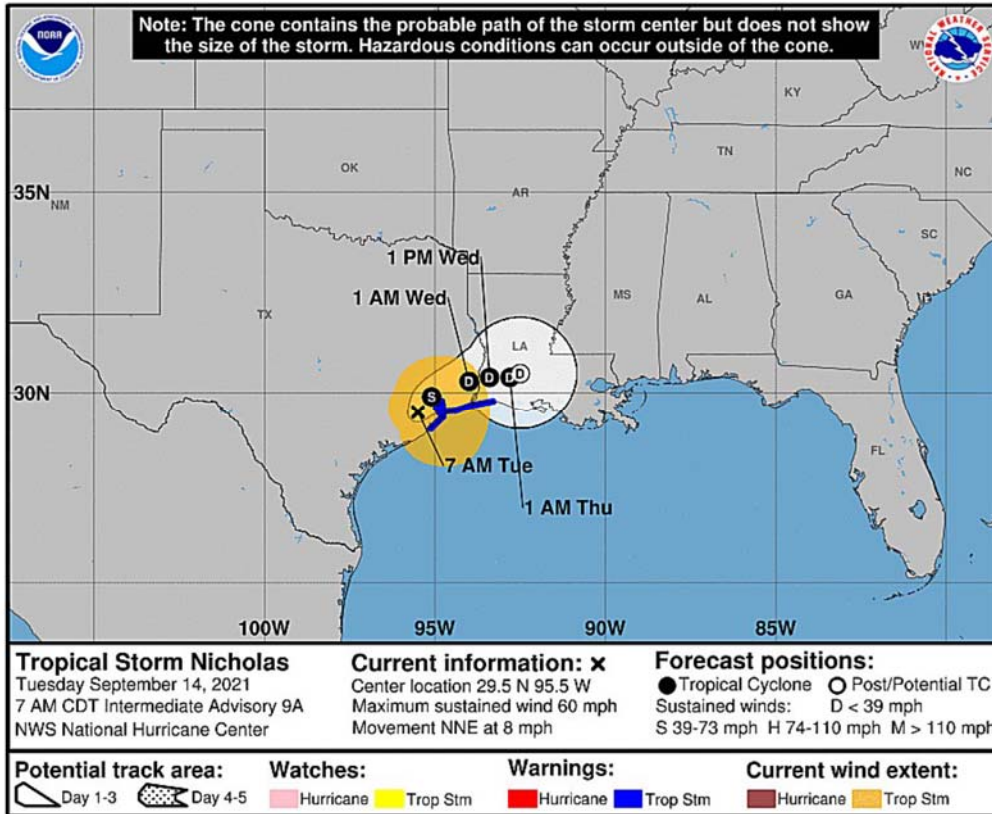 Note: The cone contains the probable path of the storm center but does not show
the size of the storm. Hazardous conditions can occur outside of the cone.
NOAA
WV
KY
OK
TN
NC
AR
35N
NM
SC
1 PM Wed
MS
AL
GA
1 AM Wed
TX
LA
D
D
D
D
30N
S
7 AM Tue
FL
1 AM Thu
100W
95W
90W
85W
Tropical Storm Nicholas
Tuesday September 14, 2021
7 AM CDT Intermediate Advisory 9A
NWS National Hurricane Center
Current information: x
Center location 29.5 N 95.5 W
Maximum sustained wind 60 mph
Movement NNE at 8 mph
Forecast positions:
Tropical Cyclone Post/Potential TC
Sustained winds: D < 39 mph
S 39-73 mph H 74-110 mph M > 110 mph
Potential track area:
Day 1-3 Day 4-5
Watches:
Hurricane Trop Stm
Warnings:
Hurricane Trop Stm
Current wind extent:
Hurricane Trop Stm